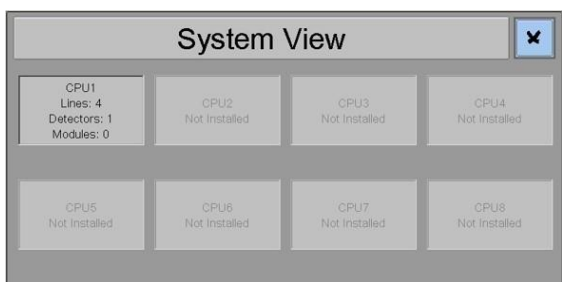 System View
CPU1
Lines: 4
Detectors: 1
Modules: 0
CPU2
Not Installed
CPU3
Not Installed
CPU4
Not Installed
CPU5
Not Installed
CPU6
Not Installed
CPU7
Not Installed
CPU8
Not Installed